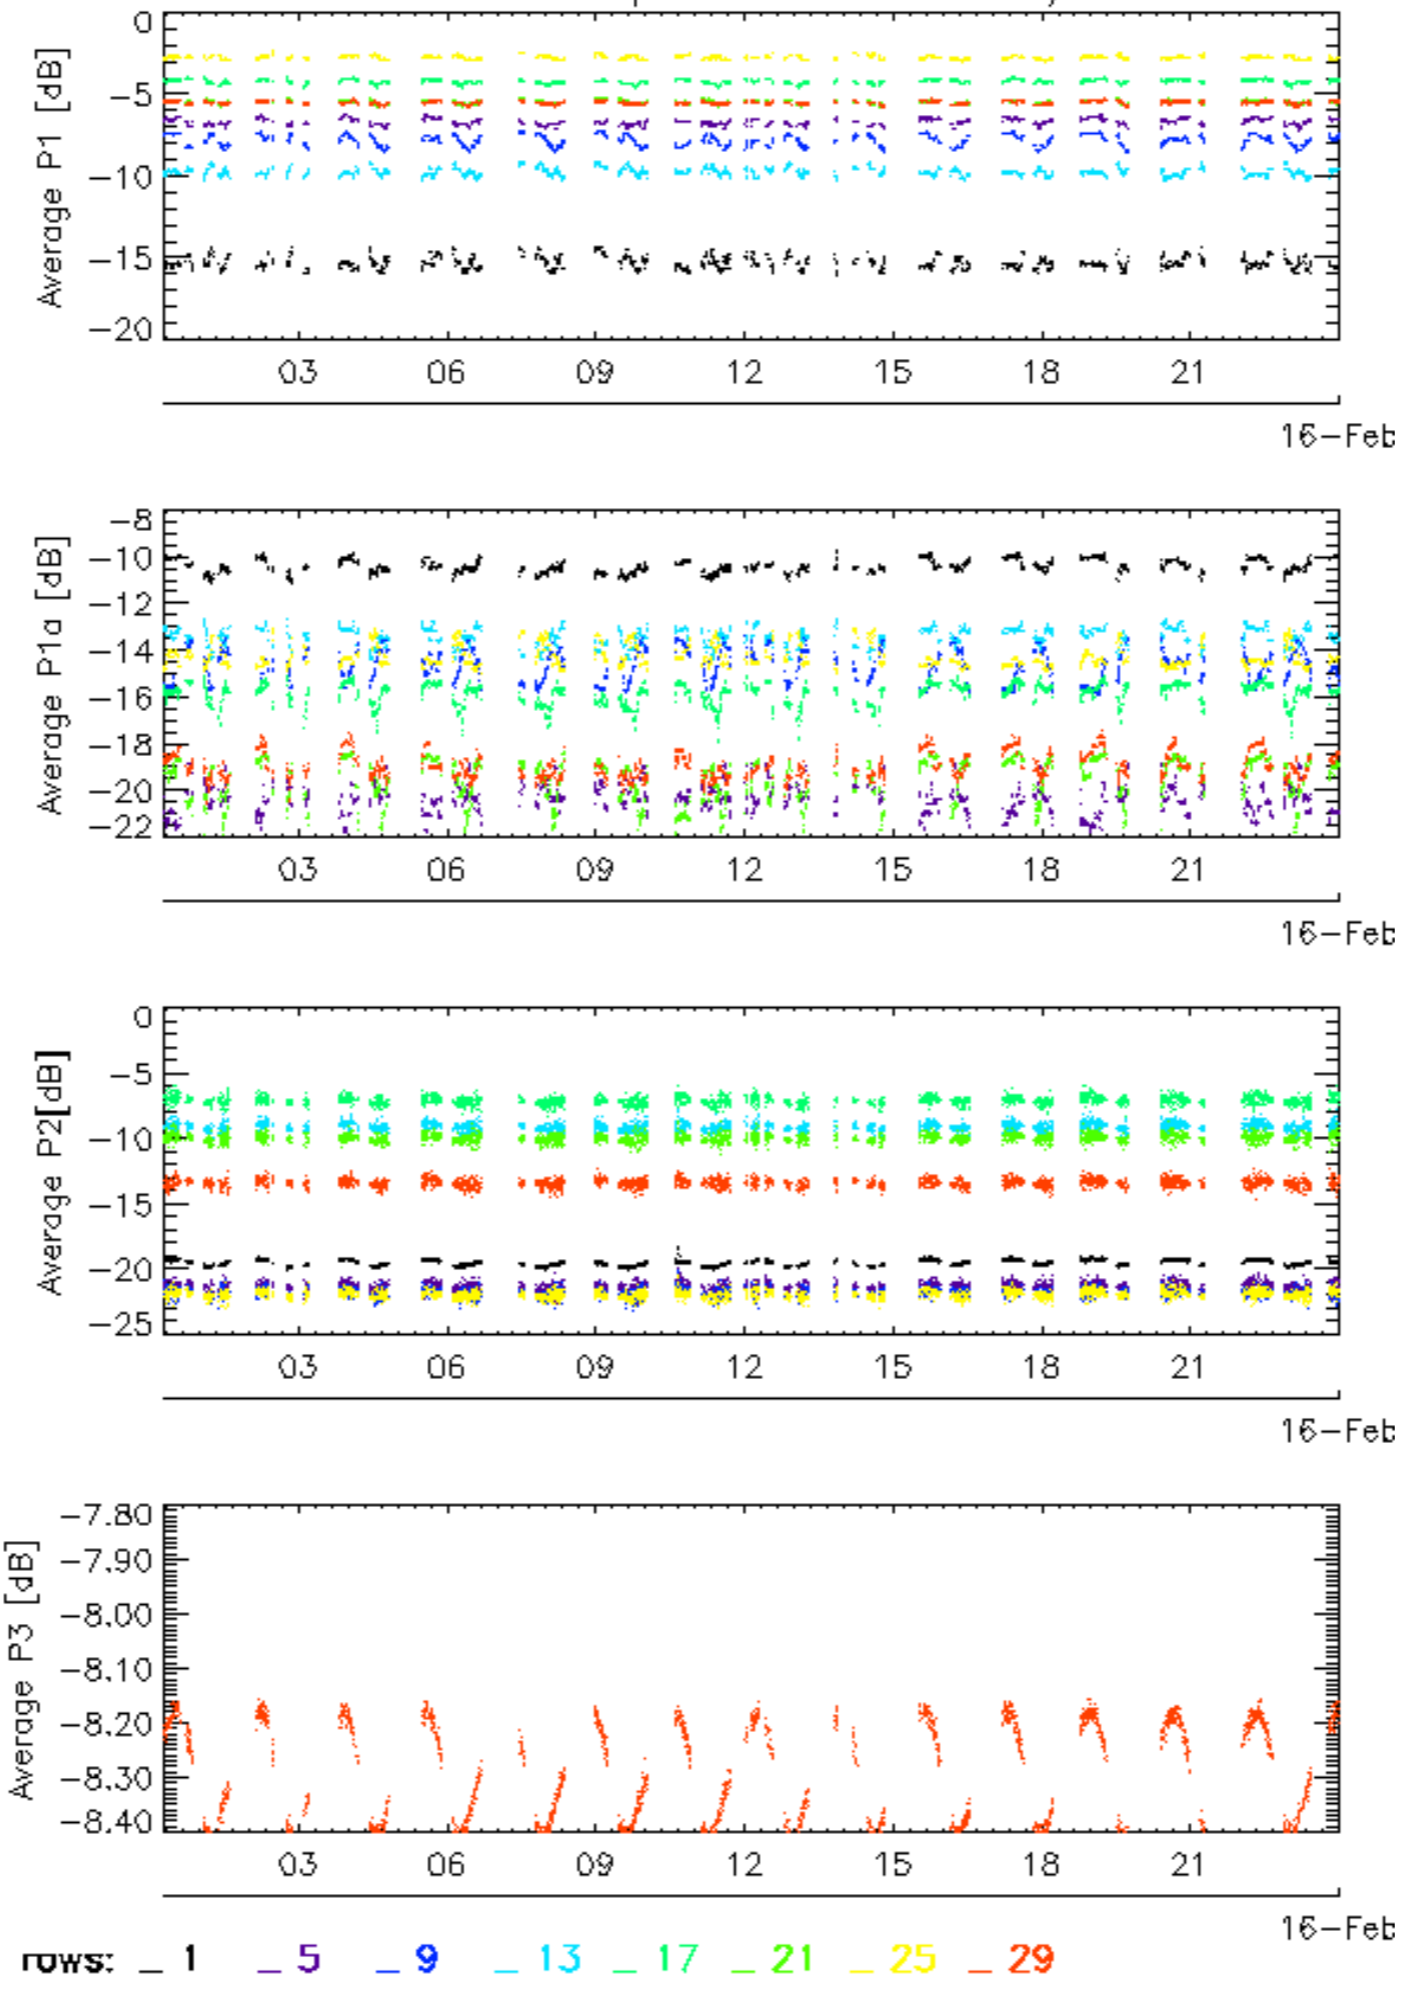 0
-5
-10
-15
-20
Average P1 [dB]
03 06 09 12 15 18 21
16-Feb
-8
-10
-12
-14
-16
-18
-20
-22
Average P1a [dB]
03 06 09 12 15 18 21
16-Feb
0
-5
-10
-15
-20
-25
Average P2[dB]
03 06 09 12 15 18 21
16-Feb
-7.80
-7.90
-8.00
-8.10
-8.20
-8.30
-8.40
Average P3 [dB]
03 06 09 12 15 18 21
16-Feb
rows: _ 1 _ 5 _ 9 _ 13 _ 17 _ 21 _ 25 _ 29